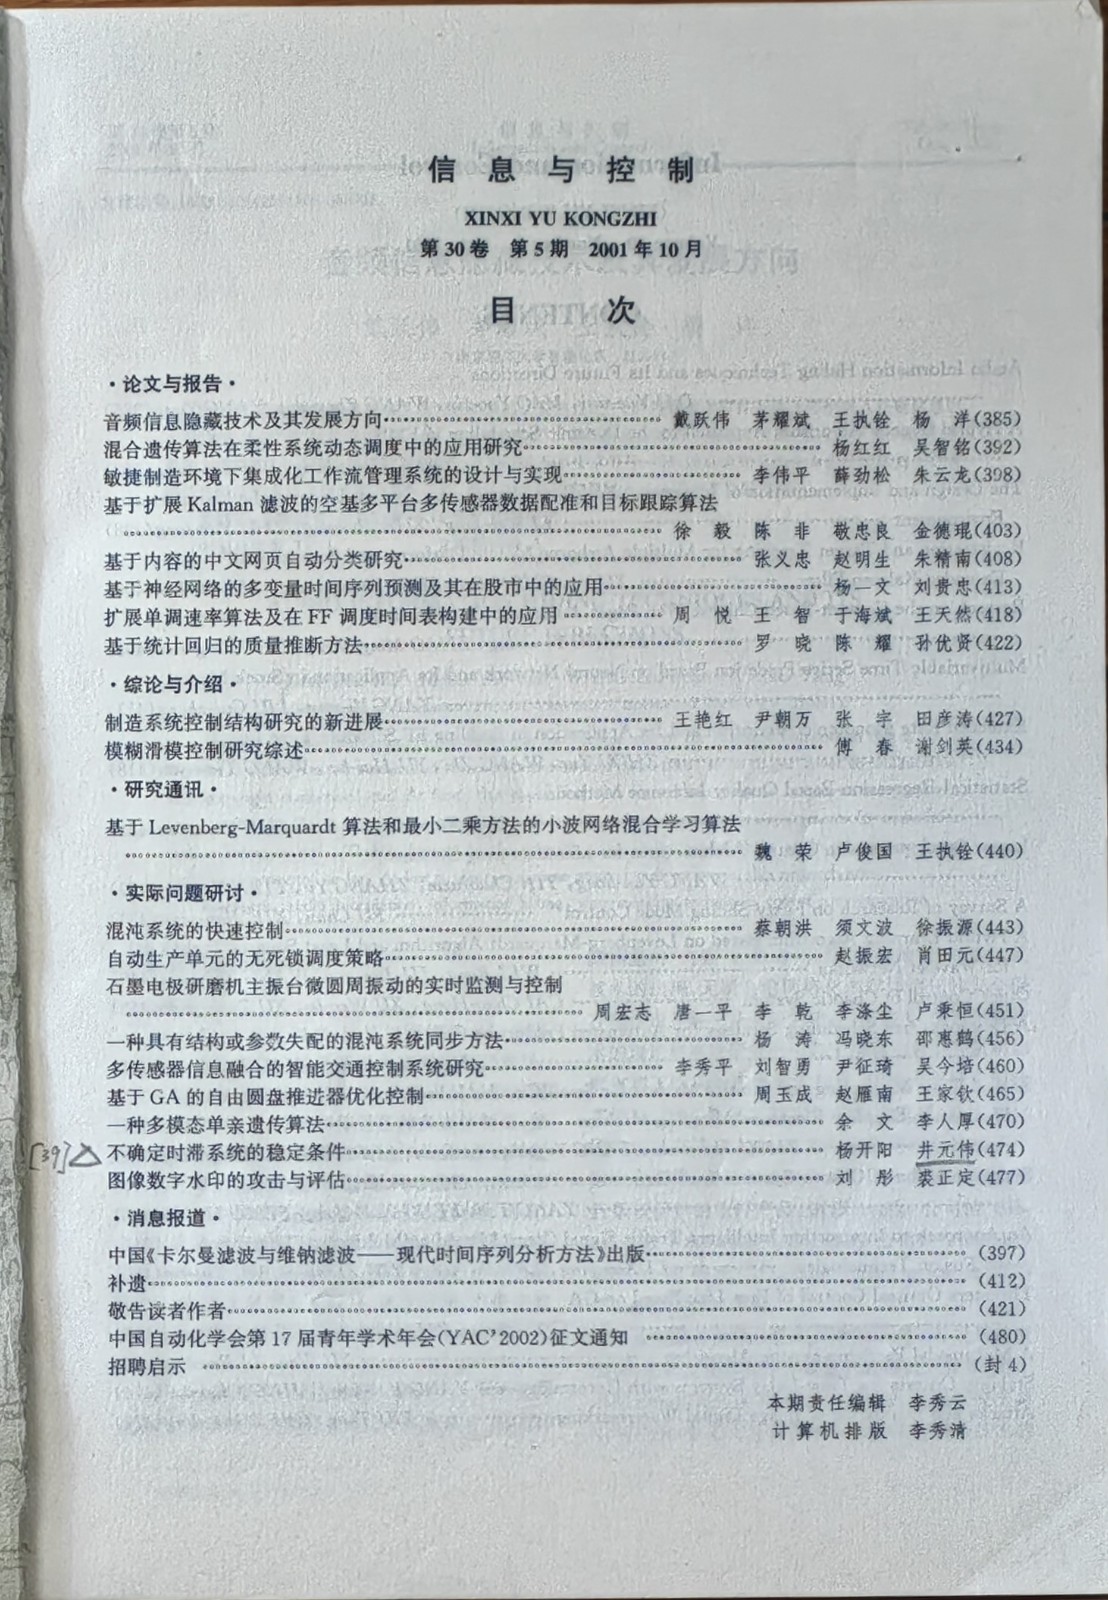 信息与控制
XINXI YU KONGZHI
第30卷 第5期 2001年10月
目 次
·论文与报告·
音频信息隐藏技术及其发展方向 戴跃伟 茅耀斌 王执铨 杨 洋(385)
混合遗传算法在柔性系统动态调度中的应用研究 杨红红 吴智铭(392)
敏捷制造环境下集成化工作流管理系统的设计与实现 李伟平 薛劲松 朱云龙(398)
基于扩展Kalman滤波的空基多平台多传感器数据配准和目标跟踪算法
徐 毅 陈 非 敬忠良 金德琨(403)
基于内容的中文网页自动分类研究 张义忠 赵明生 朱精南(408)
基于神经网络的多变量时间序列预测及其在股市中的应用 杨一文 刘贵忠(413)
扩展单调速率算法及在FF调度时间表构建中的应用 周 悦 王 智 于海斌 王天然(418)
基于统计回归的质量推断方法 罗 晓 陈 耀 孙优贤(422)
·综论与介绍·
制造系统控制结构研究的新进展 王艳红 尹朝万 张 宇 田彦涛(427)
模糊滑模控制研究综述 傅 春 谢剑英(434)
·研究通讯·
基于Levenberg-Marquardt算法和最小二乘方法的小波网络混合学习算法
魏 荣 卢俊国 王执铨(440)
·实际问题研讨·
混沌系统的快速控制 蔡朝洪 须文波 徐振源(443)
自动生产单元的无死锁调度策略 赵振宏 肖田元(447)
石墨电极研磨机主振台微圆周振动的实时监测与控制
周宏志 唐一平 李 乾 李涤尘 卢秉恒(451)
一种具有结构或参数失配的混沌系统同步方法 杨 涛 冯晓东 邵惠鹤(456)
多传感器信息融合的智能交通控制系统研究 李秀平 刘智勇 尹征琦 吴今培(460)
基于GA的自由圆盘推进器优化控制 周玉成 赵雁南 王家钦(465)
一种多模态单亲遗传算法 余 文 李人厚(470)
[39]△ 不确定时滞系统的稳定条件 杨开阳 井元伟(474)
图像数字水印的攻击与评估 刘 彤 裘正定(477)
·消息报道·
中国《卡尔曼滤波与维纳滤波——现代时间序列分析方法》出版 (397)
补遗 (412)
敬告读者作者 (421)
中国自动化学会第17届青年学术年会(YAC’2002)征文通知 (480)
招聘启示 (封4)
本期责任编辑 李秀云
计算机排版 李秀清